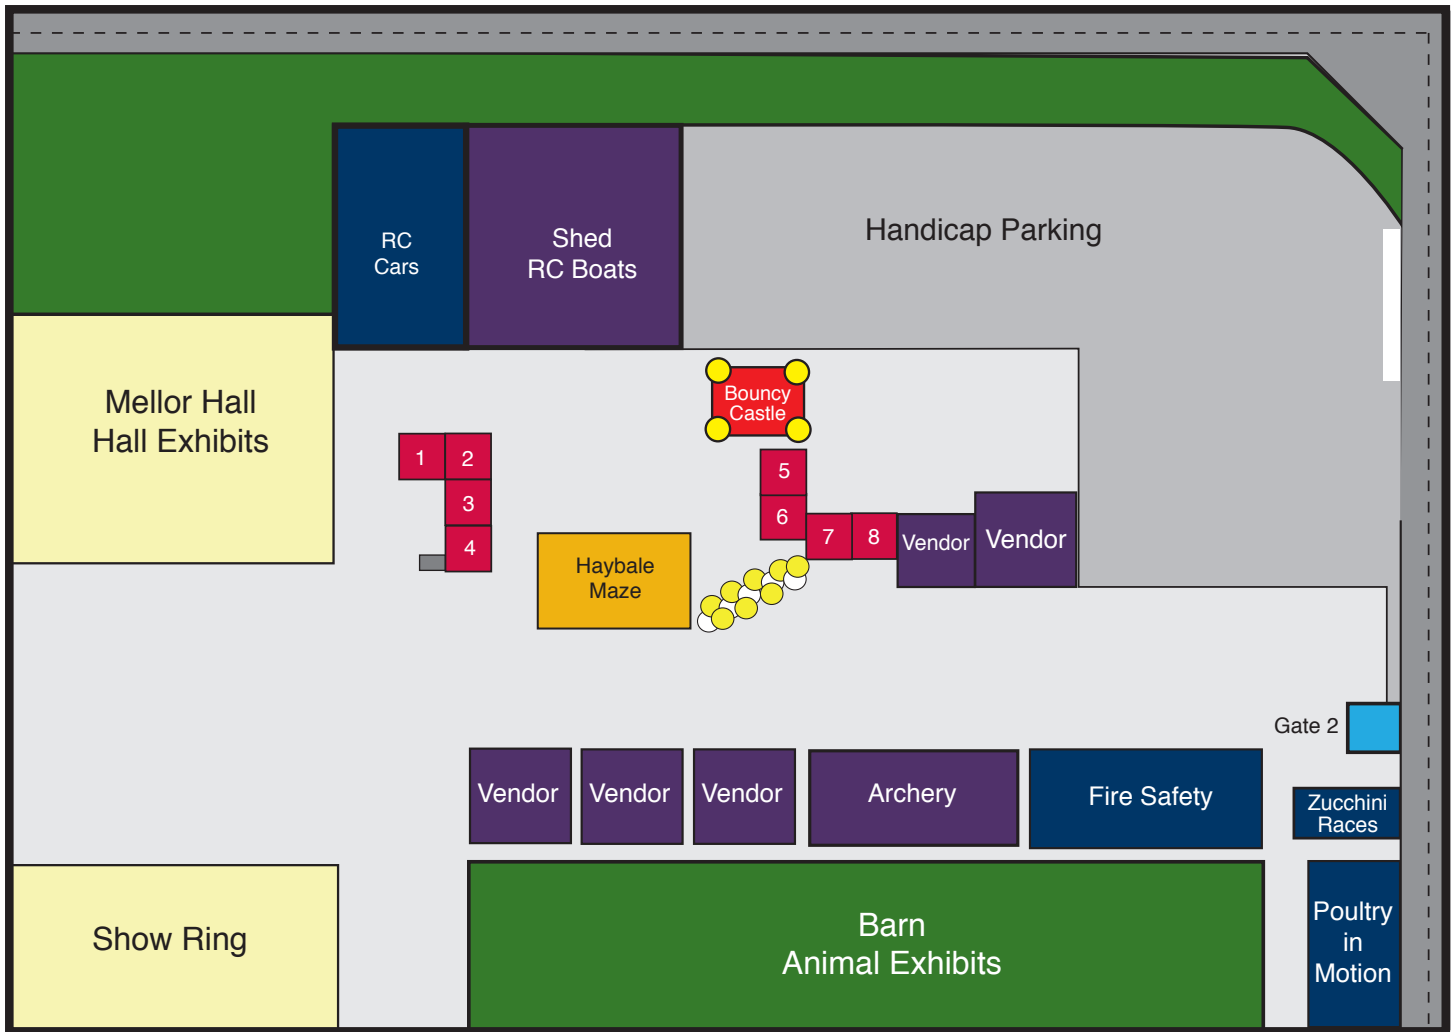 RC
Cars
Shed
RC Boats
Handicap Parking
Mellor Hall
Hall Exhibits
Bouncy
Castle
1
2
3
4
5
6
7
8
Vendor
Vendor
Haybale
Maze
Gate 2
Vendor
Vendor
Vendor
Archery
Fire Safety
Zucchini
Races
Show Ring
Barn
Animal Exhibits
Poultry
in
Motion